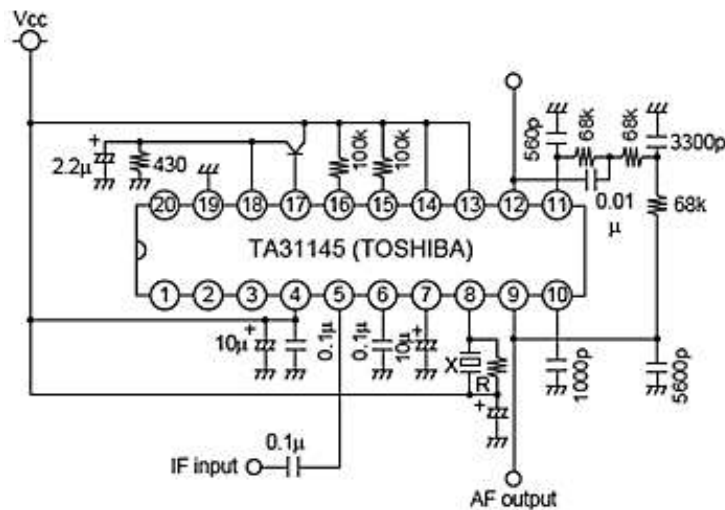 Vcc
2.2μ
+
430
100k
100k
560p
68k
68k
3300p
0.01
μ
68k
20 19 18 17 16 15 14 13 12 11
TA31145 (TOSHIBA)
1 2 3 4 5 6 7 8 9 10
10μ
+
0.1μ
0.1μ
10μ
+
X
R
+
1000p
5600p
0.1μ
IF input
AF output